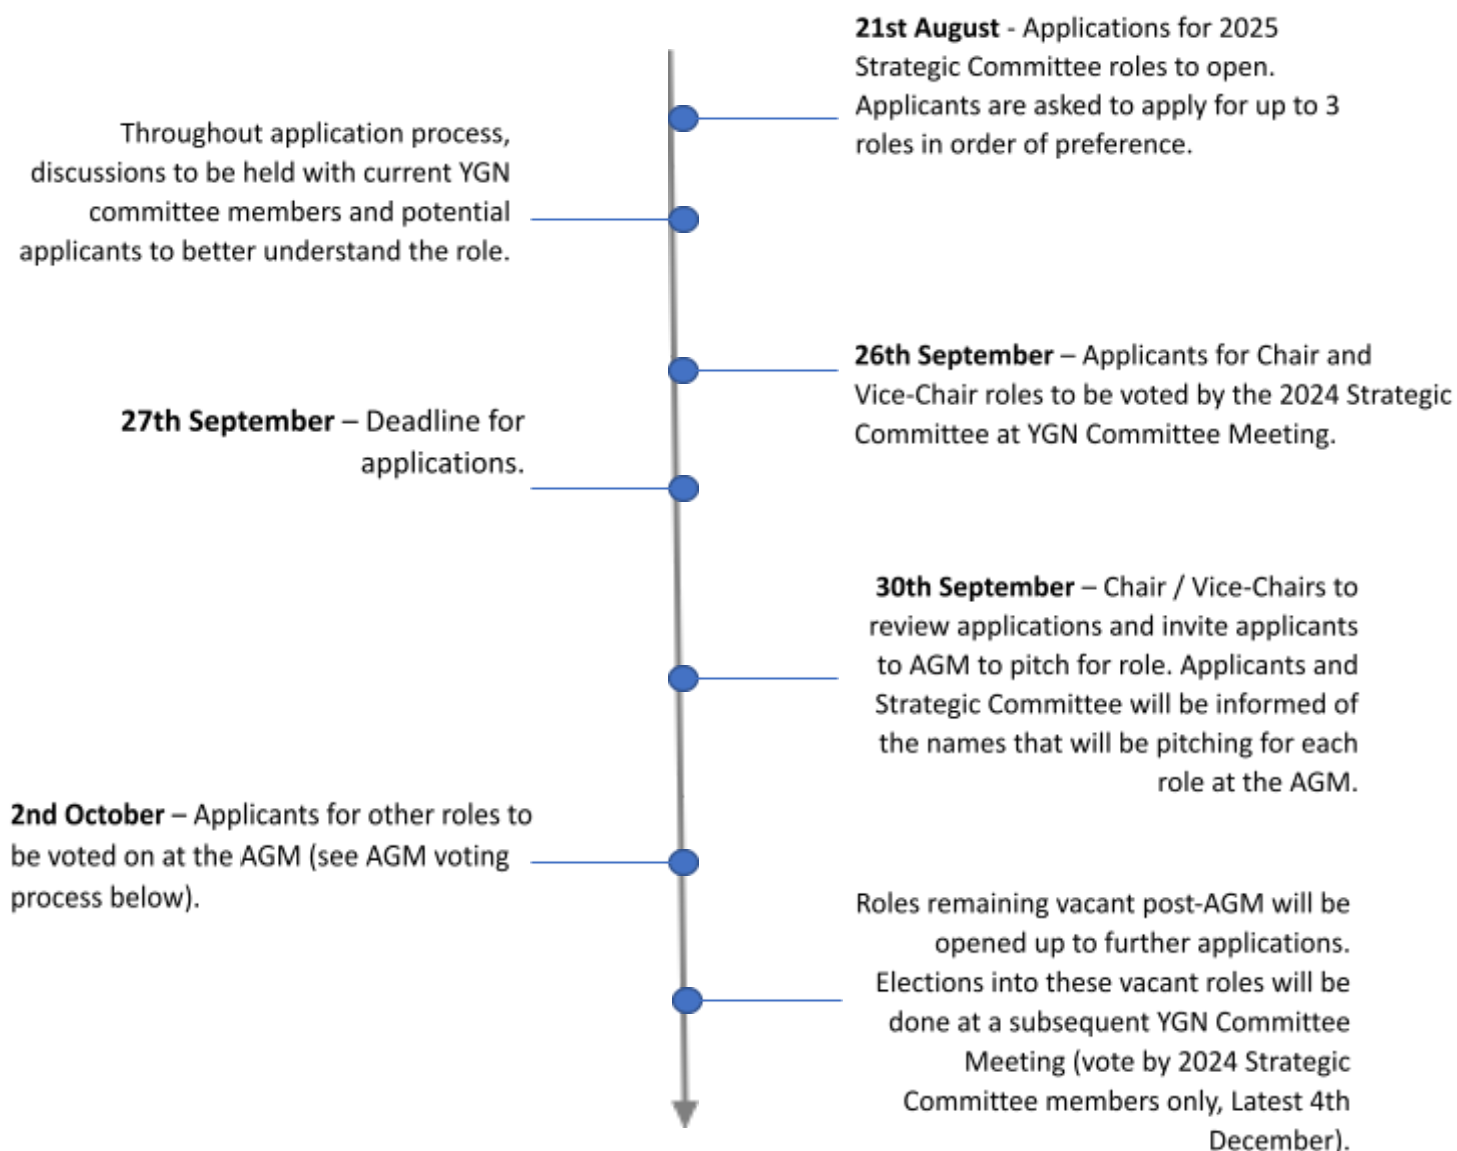 21st August - Applications for 2025
Strategic Committee roles to open.
Applicants are asked to apply for up to 3
roles in order of preference.
Throughout application process,
discussions to be held with current YGN
committee members and potential
applicants to better understand the role.
26th September – Applicants for Chair and
Vice-Chair roles to be voted by the 2024 Strategic
Committee at YGN Committee Meeting.
27th September – Deadline for
applications.
30th September – Chair / Vice-Chairs to
review applications and invite applicants
to AGM to pitch for role. Applicants and
Strategic Committee will be informed of
the names that will be pitching for each
role at the AGM.
2nd October – Applicants for other roles to
be voted on at the AGM (see AGM voting
process below).
Roles remaining vacant post-AGM will be
opened up to further applications.
Elections into these vacant roles will be
done at a subsequent YGN Committee
Meeting (vote by 2024 Strategic
Committee members only, Latest 4th
December).